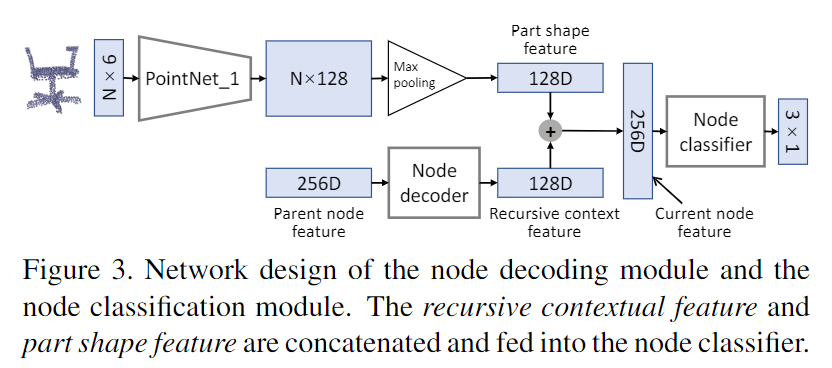 Part shape
feature
N × 6
PointNet_1
N×128
Max
pooling
128D
+
256D
Node
classifier
3 × 1
256D
Node
decoder
128D
Parent node
feature
Recursive context
feature
Current node
feature
Figure 3. Network design of the node decoding module and the
node classification module. The recursive contextual feature and
part shape feature are concatenated and fed into the node classifier.